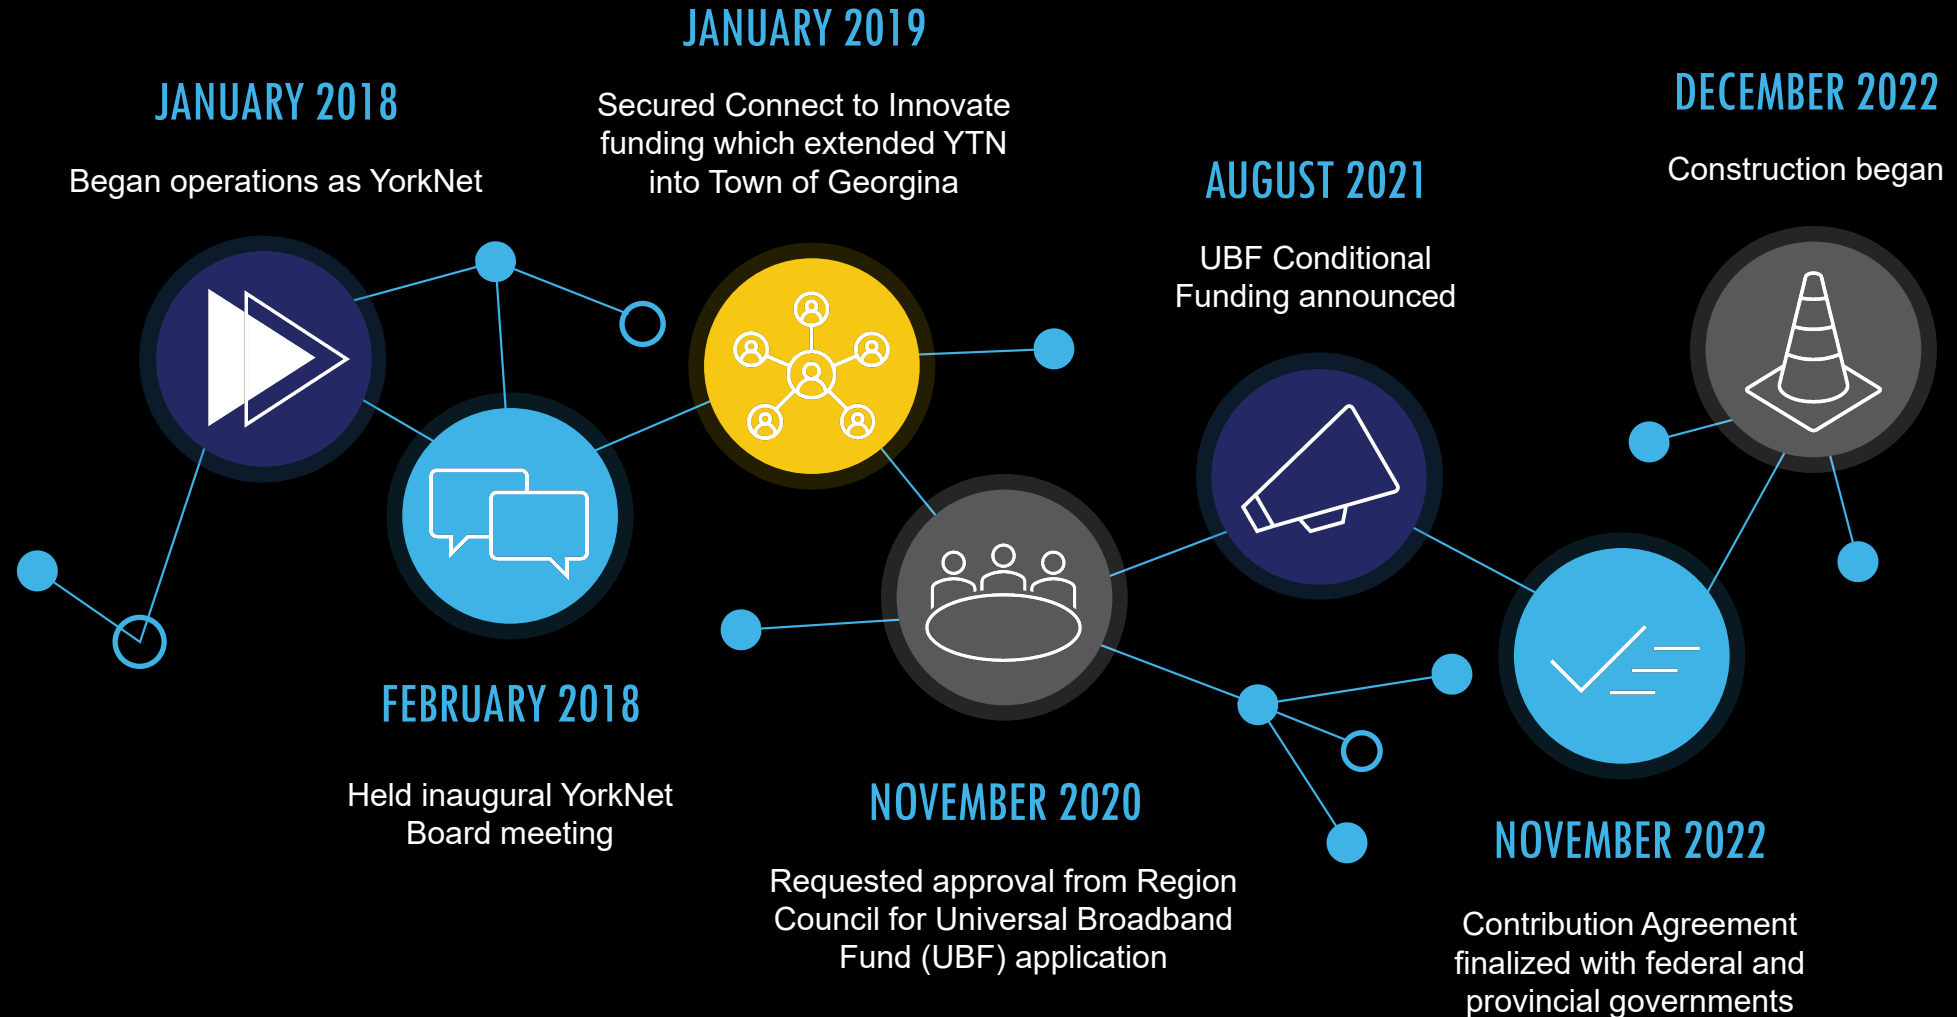 JANUARY 2018
Began operations as YorkNet
FEBRUARY 2018
Held inaugural YorkNet
Board meeting
JANUARY 2019
Secured Connect to Innovate
funding which extended YTN
into Town of Georgina
NOVEMBER 2020
Requested approval from Region
Council for Universal Broadband
Fund (UBF) application
AUGUST 2021
UBF Conditional
Funding announced
NOVEMBER 2022
Contribution Agreement
finalized with federal and
provincial governments
DECEMBER 2022
Construction began